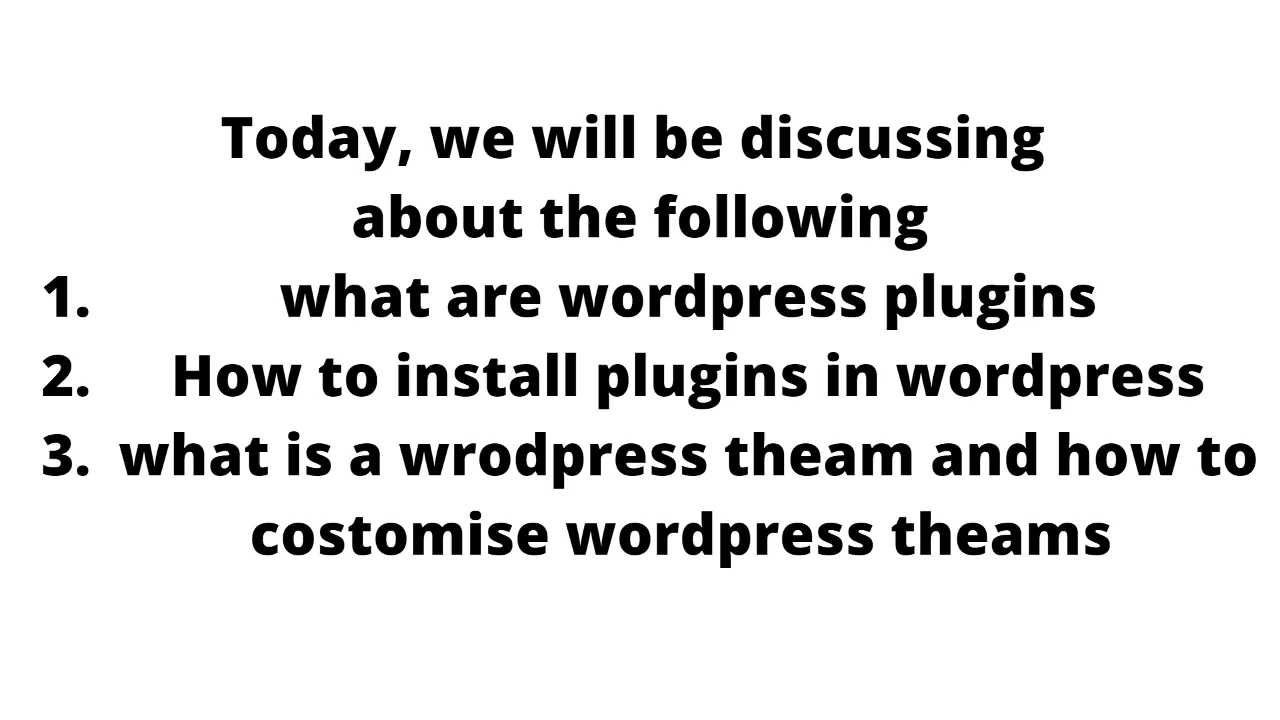 Today, we will be discussing
about the following
1. what are wordpress plugins
2. How to install plugins in wordpress
3. what is a wrodpress theam and how to
costomise wordpress theams